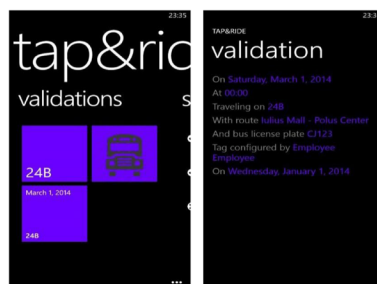 23:35
tap&ric
validations
s
24B
March 1, 2014
24B
23:3
TAP&RIDE
validation
On Saturday, March 1, 2014
At 00:00
Traveling on 24B
With route Iulius Mall - Polus Center
And bus license plate CJ123
Tag configured by Employee
Employee
On Wednesday, January 1, 2014